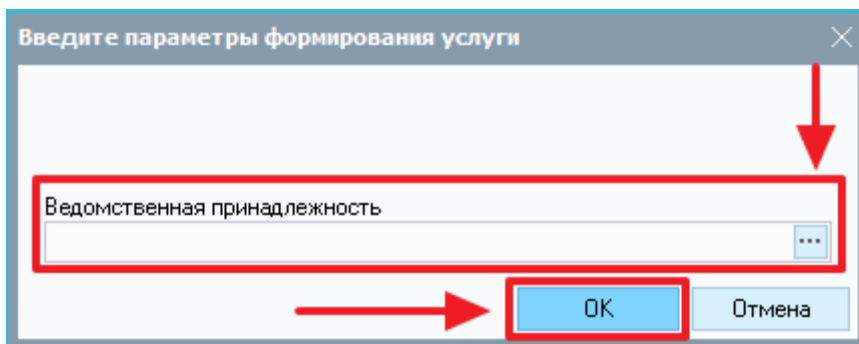 Введите параметры формирования услуги
Ведомственная принадлежность
...
ОК Отмена